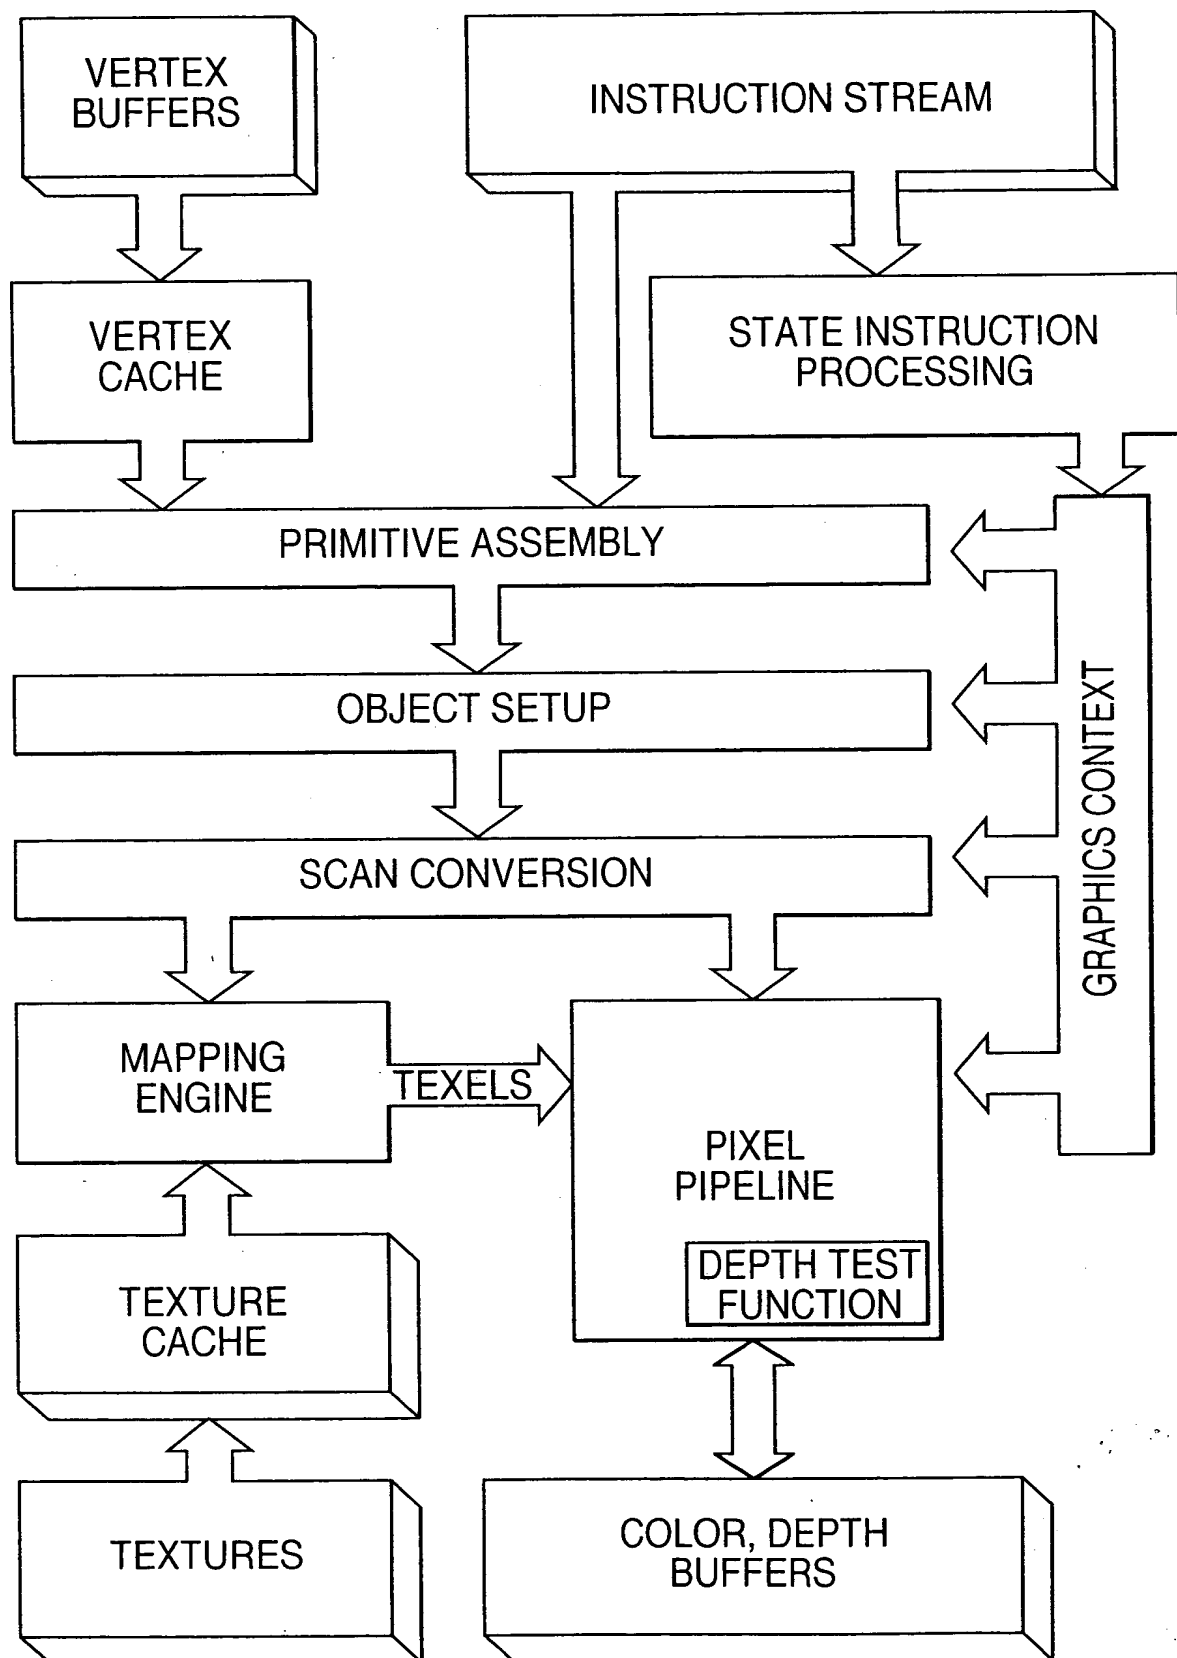 VERTEX
BUFFERS
INSTRUCTION STREAM
VERTEX
CACHE
STATE INSTRUCTION
PROCESSING
PRIMITIVE ASSEMBLY
OBJECT SETUP
SCAN CONVERSION
GRAPHICS CONTEXT
MAPPING
ENGINE
TEXELS
PIXEL
PIPELINE
DEPTH TEST
FUNCTION
TEXTURE
CACHE
TEXTURES
COLOR, DEPTH
BUFFERS